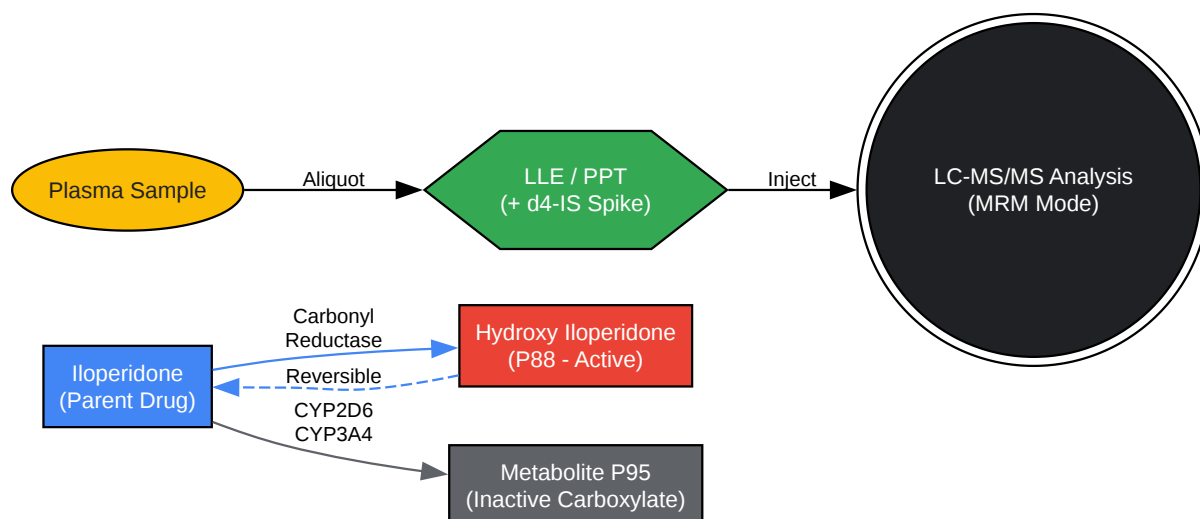 Plasma Sample
Aliquot
LLE / PPT
(+ d4-IS Spike)
Inject
LC-MS/MS Analysis
(MRM Mode)
Iloperidone
(Parent Drug)
Carbonyl
Reductase
Reversible
CYP2D6
CYP3A4
Hydroxy Iloperidone
(P88 - Active)
Metabolite P95
(Inactive Carboxylate)